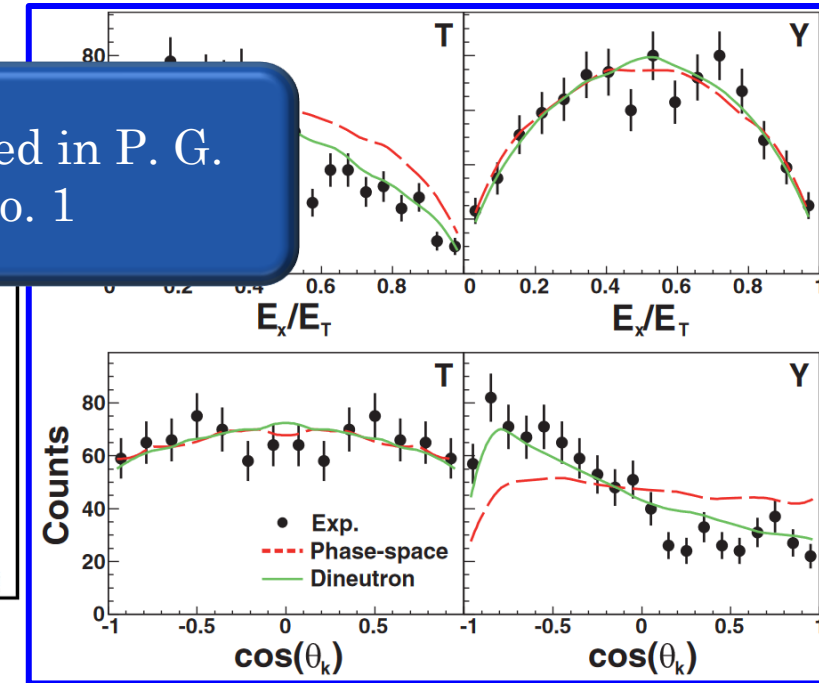 T
Y
80
ed in P. G.
o. 1
0 0.2 0.4 0.6 0.8 0 0.2 0.4 0.6 0.8 1
Ex/ET
Ex/ET
T
Y
80
60
40
20
0
Counts
Exp.
Phase-space
Dineutron
-1 -0.5 0 0.5 -1 -0.5 0 0.5 1
cos(θk)
cos(θk)